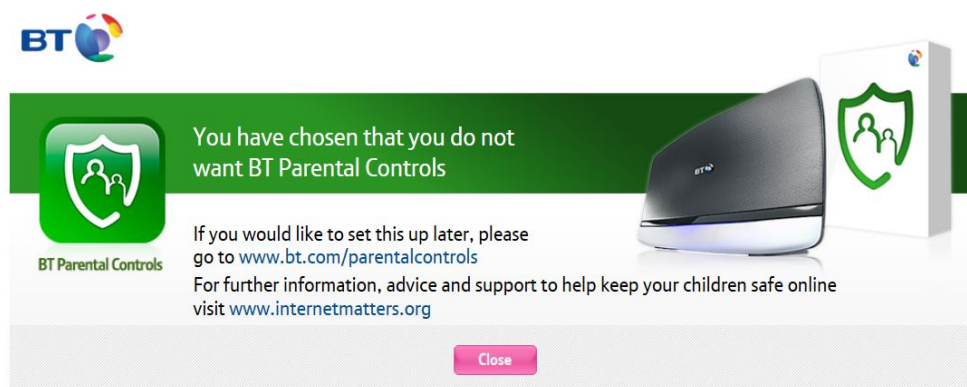 BT
You have chosen that you do not
want BT Parental Controls
BT
If you would like to set this up later, please
go to www.bt.com/parentalcontrols
BT Parental Controls
For further information, advice and support to help keep your children safe online
visit www.internetmatters.org
Close